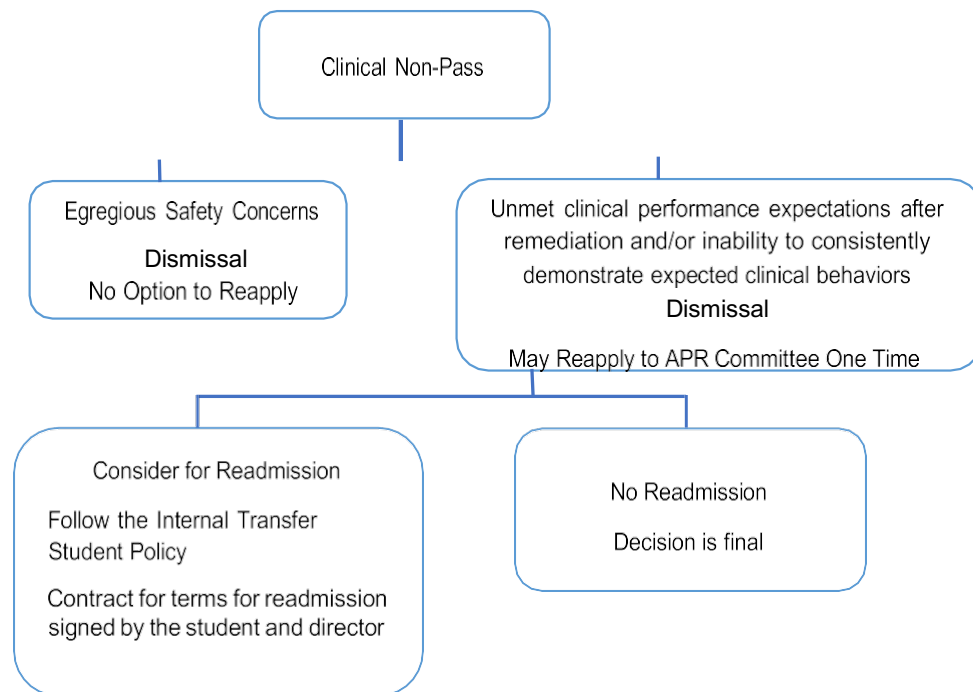 Clinical Non-Pass
Egregious Safety Concerns
Dismissal
No Option to Reapply
Unmet clinical performance expectations after
remediation and/or inability to consistently
demonstrate expected clinical behaviors
Dismissal
May Reapply to APR Committee One Time
Consider for Readmission
Follow the Internal Transfer
Student Policy
Contract for terms for readmission
signed by the student and director
No Readmission
Decision is final